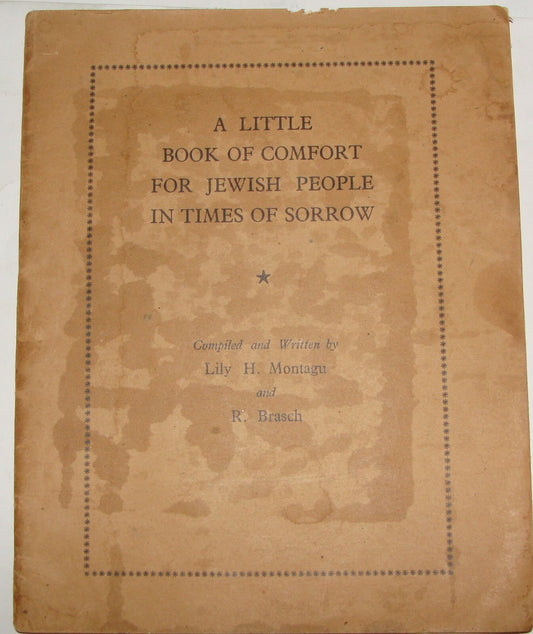 A LITTLE
BOOK OF COMFORT
FOR JEWISH PEOPLE
IN TIMES OF SORROW
Compiled and Written by
Lily H. Montagu
and
R. Brasch